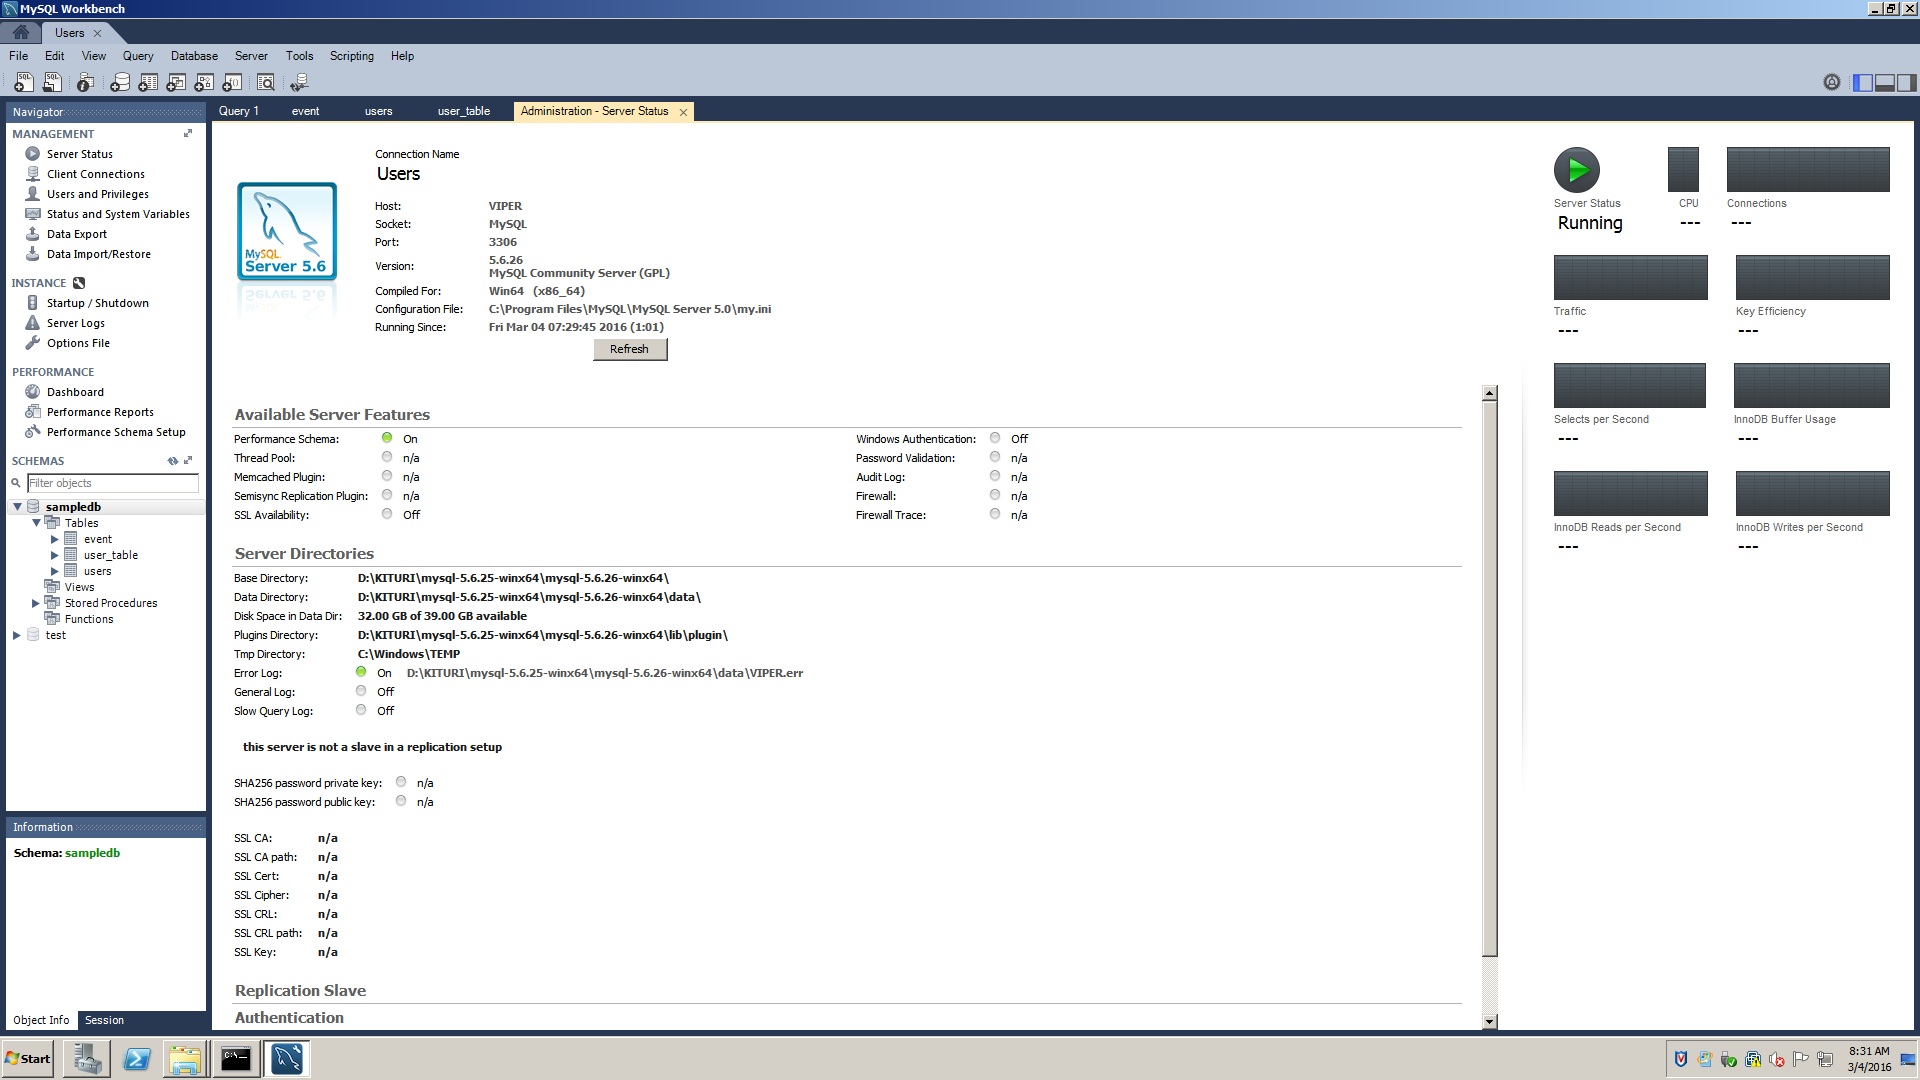 MySQL Workbench
Users
File Edit View Query Database Server Tools Scripting Help
Navigator
MANAGEMENT
Server Status
Client Connections
Users and Privileges
Status and System Variables
Data Export
Data Import/Restore
INSTANCE
Startup / Shutdown
Server Logs
Options File
PERFORMANCE
Dashboard
Performance Reports
Performance Schema Setup
SCHEMAS
Filter objects
sampledb
Tables
event
user_table
users
Views
Stored Procedures
Functions
test
Information
Schema: sampledb
Object Info Session
Query 1 event users user_table Administration - Server Status
MySQL
Server 5.6
Connection Name
Users
Host: VIPER
Socket: MySQL
Port: 3306
Version: 5.6.26
MySQL Community Server (GPL)
Compiled For: Win64 (x86_64)
Configuration File: C:\Program Files\MySQL\MySQL Server 5.0\my.ini
Running Since: Fri Mar 04 07:29:45 2016 (1:01)
Refresh
Available Server Features
Performance Schema: On
Thread Pool: n/a
Memcached Plugin: n/a
Semisync Replication Plugin: n/a
SSL Availability: Off
Windows Authentication: Off
Password Validation: n/a
Audit Log: n/a
Firewall: n/a
Firewall Trace: n/a
Server Directories
Base Directory: D:\KITURI\mysql-5.6.25-winx64\mysql-5.6.26-winx64\
Data Directory: D:\KITURI\mysql-5.6.25-winx64\mysql-5.6.26-winx64\data\
Disk Space in Data Dir: 32.00 GB of 39.00 GB available
Plugins Directory: D:\KITURI\mysql-5.6.25-winx64\mysql-5.6.26-winx64\lib\plugin\
Tmp Directory: C:\Windows\TEMP
Error Log: On D:\KITURI\mysql-5.6.25-winx64\mysql-5.6.26-winx64\data\VIPER.err
General Log: Off
Slow Query Log: Off
this server is not a slave in a replication setup
SHA256 password private key: n/a
SHA256 password public key: n/a
SSL CA: n/a
SSL CA path: n/a
SSL Cert: n/a
SSL Cipher: n/a
SSL CRL: n/a
SSL CRL path: n/a
SSL Key: n/a
Replication Slave
Authentication
Server Status CPU Connections
Running --- ---
Traffic Key Efficiency
--- ---
Selects per Second InnoDB Buffer Usage
--- ---
InnoDB Reads per Second InnoDB Writes per Second
--- ---
Start
8:31 AM
3/4/2016